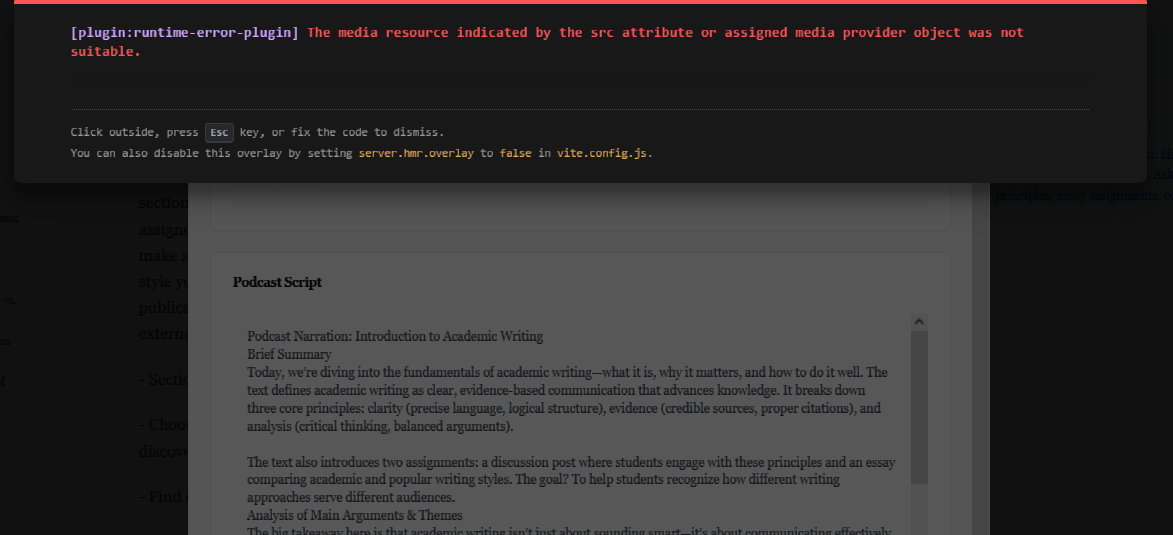 [plugin:runtime-error-plugin] The media resource indicated by the src attribute or assigned media provider object was not
suitable.
Click outside, press Esc key, or fix the code to dismiss.
You can also disable this overlay by setting server.hmr.overlay to false in vite.config.js.
principles, essay assignments,
section
assigne
make s
style yo
publica
externa
- Sectio
- Choo
discove
- Find
Podcast Script
Podcast Narration: Introduction to Academic Writing
Brief Summary
Today, we're diving into the fundamentals of academic writing—what it is, why it matters, and how to do it well. The
text defines academic writing as clear, evidence-based communication that advances knowledge. It breaks down
three core principles: clarity (precise language, logical structure), evidence (credible sources, proper citations), and
analysis (critical thinking, balanced arguments).
The text also introduces two assignments: a discussion post where students engage with these principles and an essay
comparing academic and popular writing styles. The goal? To help students recognize how different writing
approaches serve different audiences.
Analysis of Main Arguments & Themes
The big takeaway here is that academic writing isn't just about sounding smart—it's about communicating effectively